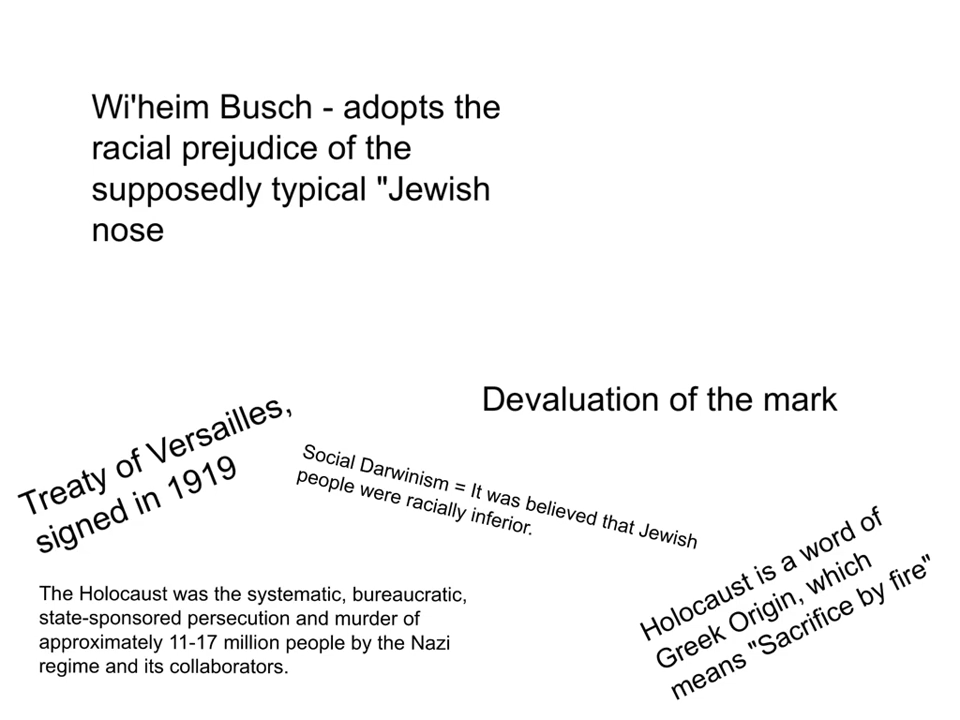 Wi'heim Busch - adopts the
racial prejudice of the
supposedly typical "Jewish
nose
Devaluation of the mark
Treaty of Versailles,
signed in 1919
Social Darwinism = It was believed that Jewish
people were racially inferior.
Holocaust is a word of
Greek Origin, which
means "Sacrifice by fire"
The Holocaust was the systematic, bureaucratic,
state-sponsored persecution and murder of
approximately 11-17 million people by the Nazi
regime and its collaborators.